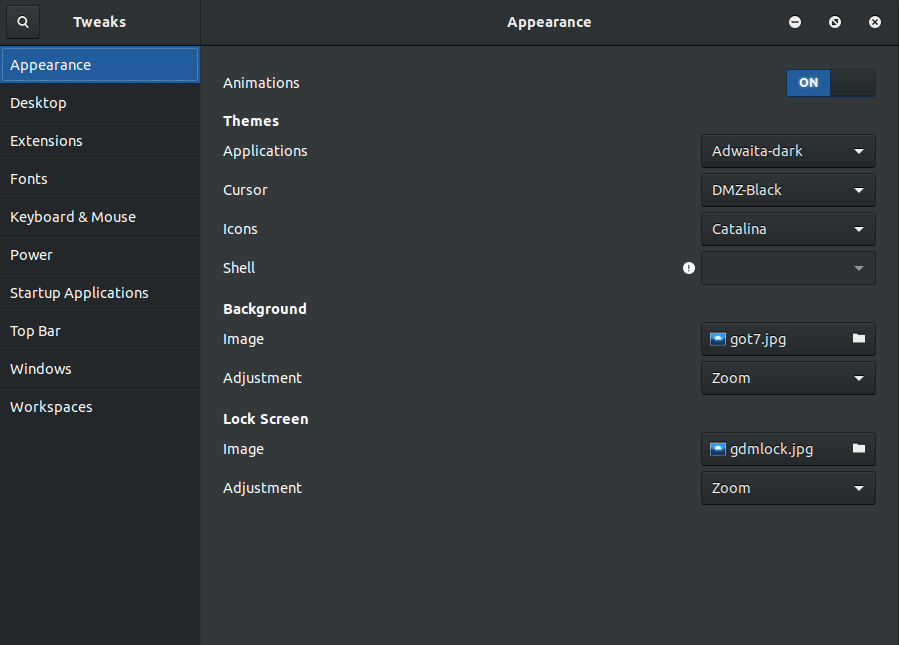 Tweaks
Appearance
Appearance
Desktop
Extensions
Fonts
Keyboard & Mouse
Power
Startup Applications
Top Bar
Windows
Workspaces
Animations ON
Themes
Applications Adwaita-dark
Cursor DMZ-Black
Icons Catalina
Shell
Background
Image got7.jpg
Adjustment Zoom
Lock Screen
Image gdmlock.jpg
Adjustment Zoom